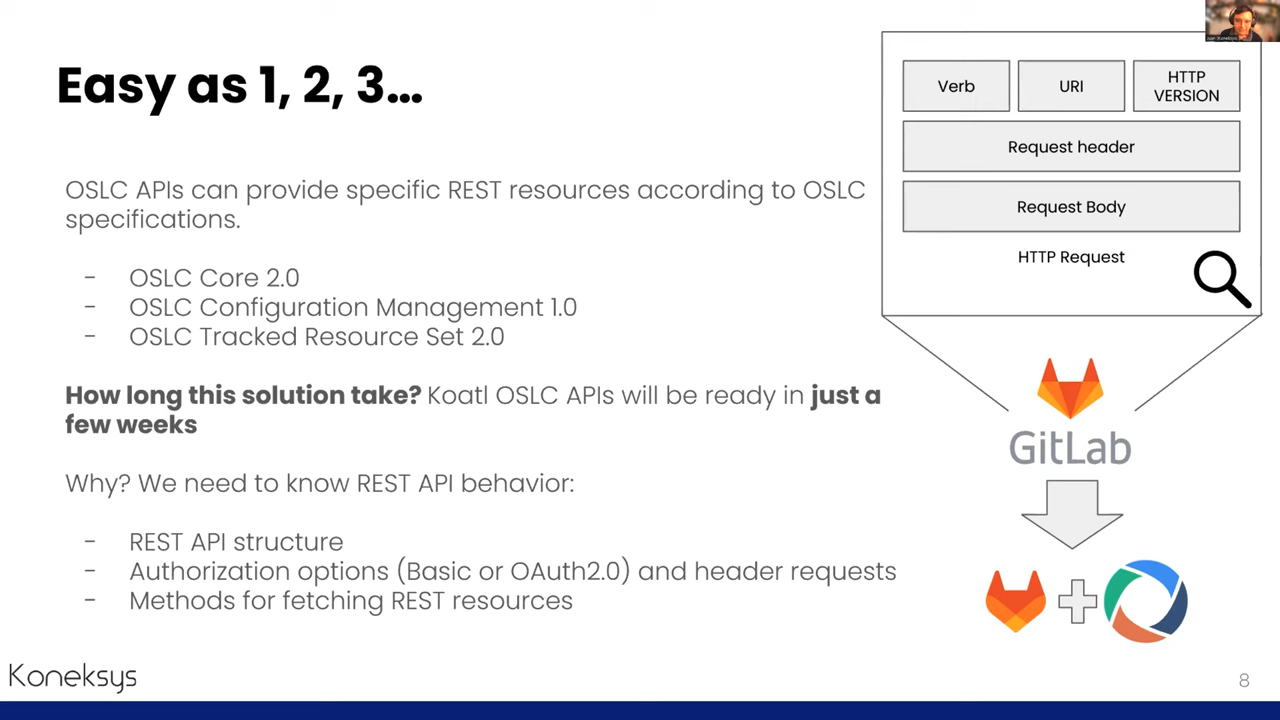 Easy as 1, 2, 3...
OSLC APIs can provide specific REST resources according to OSLC
specifications.
- OSLC Core 2.0
- OSLC Configuration Management 1.0
- OSLC Tracked Resource Set 2.0
How long this solution take? Koatl OSLC APIs will be ready in just a
few weeks
Why? We need to know REST API behavior:
- REST API structure
- Authorization options (Basic or OAuth2.0) and header requests
- Methods for fetching REST resources
Verb
URI
HTTP
VERSION
Request header
Request Body
HTTP Request
GitLab
Koneksys
8